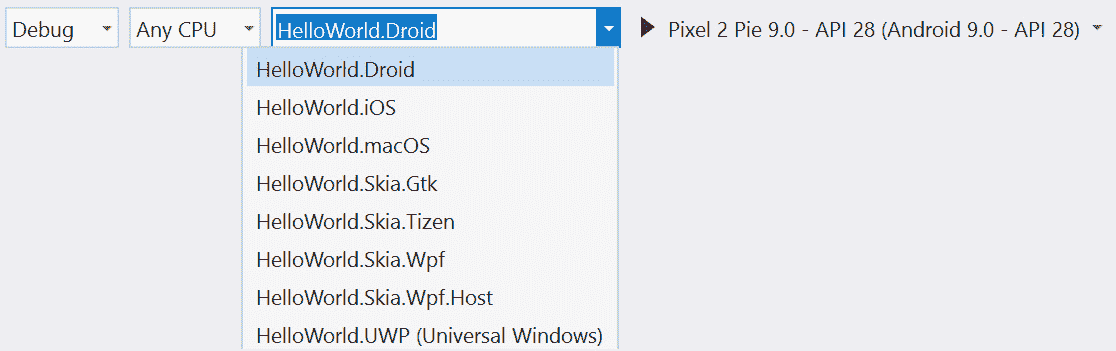 Debug Any CPU HelloWorld.Droid Pixel 2 Pie 9.0 - API 28 (Android 9.0 - API 28)
HelloWorld.Droid
HelloWorld.iOS
HelloWorld.macOS
HelloWorld.Skia.Gtk
HelloWorld.Skia.Tizen
HelloWorld.Skia.Wpf
HelloWorld.Skia.Wpf.Host
HelloWorld.UWP (Universal Windows)